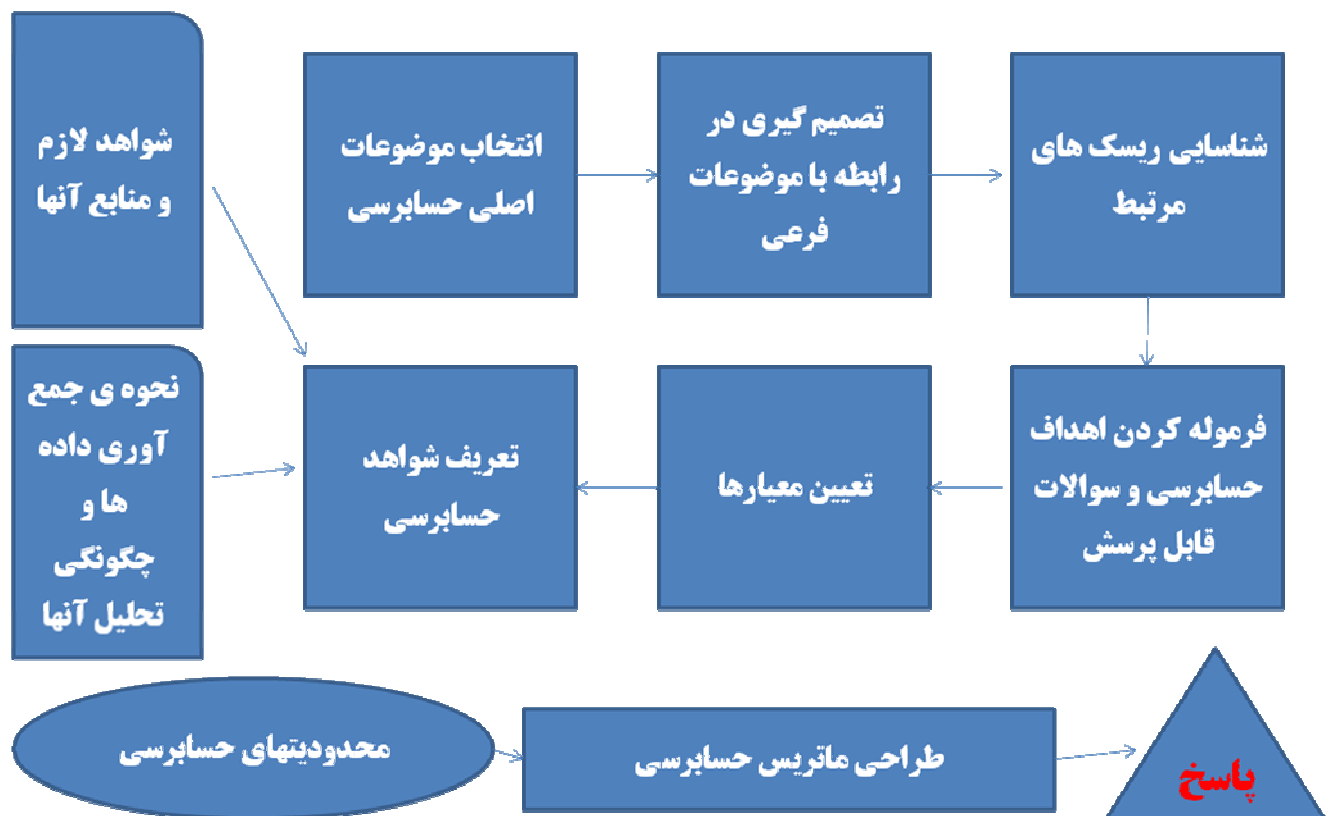 شواهد لازم
و منابع آنها
انتخاب موضوعات
اصلی حسابرسی
تصمیم گیری در
رابطه با موضوعات
فرعی
شناسایی ریسک های
مرتبط
نحوه ی جمع
آوری داده
ها و
چگونگی
تحلیل آنها
تعریف شواهد
حسابرسی
تعیین معیارها
فرموله کردن اهداف
حسابرسی و سوالات
قابل پرسش
محدودیتهای حسابرسی
طراحی ماتریس حسابرسی
پاسخ